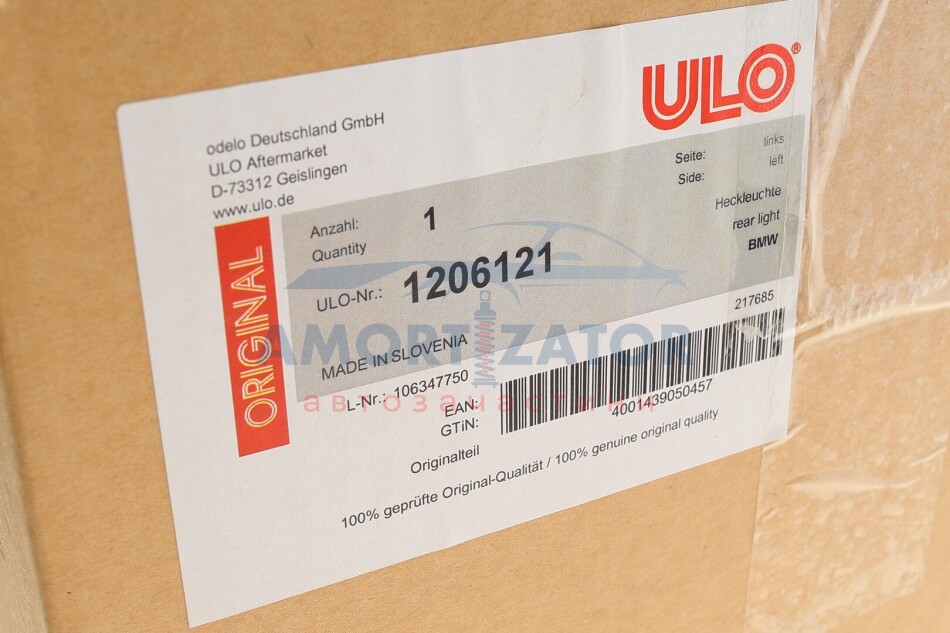 odelo Deutschland GmbH
ULO Aftermarket
D-73312 Geislingen
www.ulo.de
ULO®
ORIGINAL
Anzahl: 1
Quantity
ULO-Nr.: 1206121
Seite: links
Side: left
Heckleuchte
rear light
BMW
MADE IN SLOVENIA
217685
L-Nr.: 106347750
EAN:
GTiN:
4001439050457
Originalteil
100% geprüfte Original-Qualität / 100% genuine original quality
AMORTIZATOR
автозапчастини